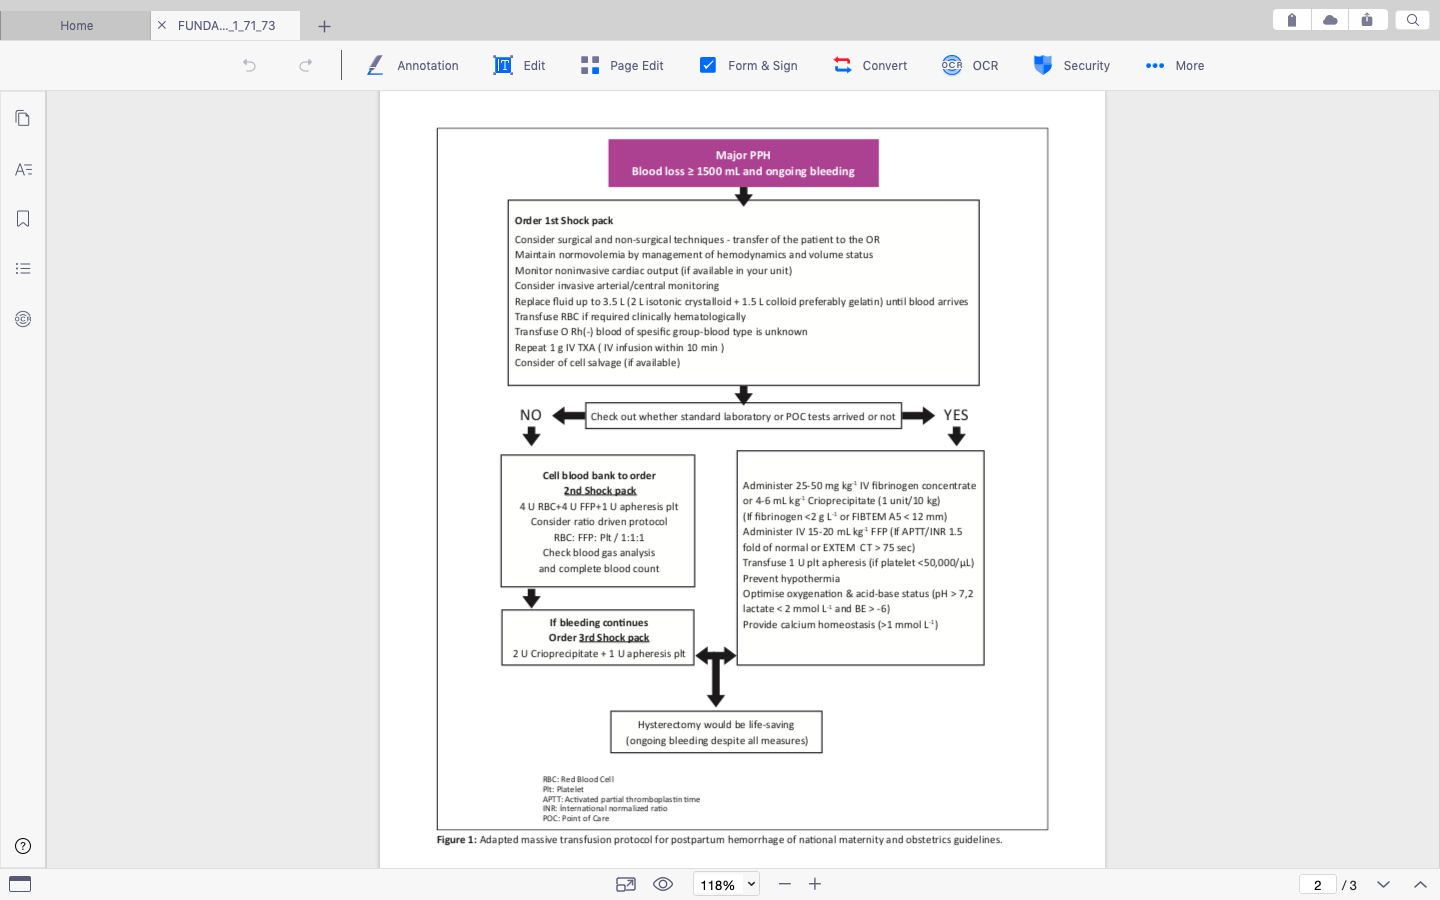 Home
FUNDA..._1_71_73
Annotation
Edit
Page Edit
Form & Sign
Convert
OCR
OCR
Security
More
Major PPH
Blood loss ≥ 1500 mL and ongoing bleeding
Order 1st Shock pack
Consider surgical and non-surgical techniques - transfer of the patient to the OR
Maintain normovolemia by management of hemodynamics and volume status
Monitor noninvasive cardiac output (if available in your unit)
Consider invasive arterial/central monitoring
Replace fluid up to 3.5 L (2 L isotonic crystalloid + 1.5 L colloid preferably gelatin) until blood arrives
Transfuse RBC if required clinically hematologically
Transfuse O Rh(-) blood of spesific group-blood type is unknown
Repeat 1 g IV TXA ( IV infusion within 10 min )
Consider of cell salvage (if available)
NO
Check out whether standard laboratory or POC tests arrived or not
YES
Cell blood bank to order
2nd Shock pack
4 U RBC+4 U FFP+1 U apheresis plt
Consider ratio driven protocol
RBC: FFP: Plt / 1:1:1
Check blood gas analysis
and complete blood count
If bleeding continues
Order 3rd Shock pack
2 U Crioprecipitate + 1 U apheresis plt
Administer 25-50 mg kg⁻¹ IV fibrinogen concentrate
or 4-6 mL kg⁻¹ Crioprecipitate (1 unit/10 kg)
(If fibrinogen <2 g L⁻¹ or FIBTEM A5 < 12 mm)
Administer IV 15-20 mL kg⁻¹ FFP (If APTT/INR 1.5
fold of normal or EXTEM CT > 75 sec)
Transfuse 1 U plt apheresis (if platelet <50,000/µL)
Prevent hypothermia
Optimise oxygenation & acid-base status (pH > 7,2
lactate < 2 mmol L⁻¹ and BE > -6)
Provide calcium homeostasis (>1 mmol L⁻¹)
Hysterectomy would be life-saving
(ongoing bleeding despite all measures)
RBC: Red Blood Cell
Plt: Platelet
APTT: Activated partial thromboplastin time
INR: İnternational normalized ratio
POC: Point of Care
Figure 1: Adapted massive transfusion protocol for postpartum hemorrhage of national maternity and obstetrics guidelines.
118%
2 / 3